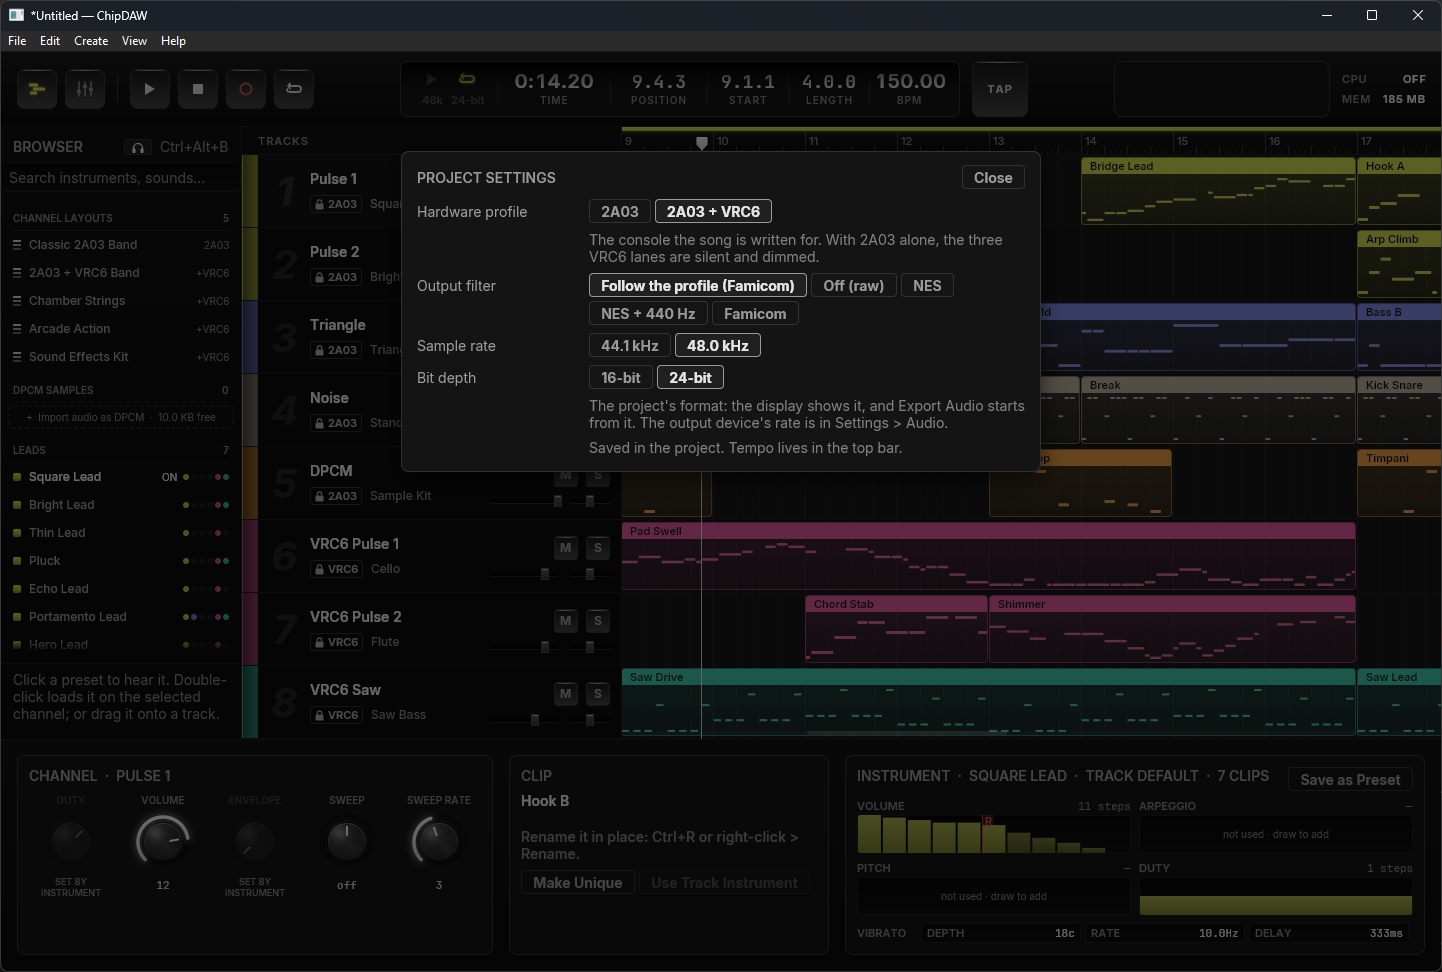 *Untitled — ChipDAW
File Edit Create View Help
48k 24-bit
0:14.20 9.4.3 9.1.1 4.0.0 150.00
TIME POSITION START LENGTH BPM
TAP
CPU OFF
MEM 185 MB
BROWSER Ctrl+Alt+B
Search instruments, sounds...
CHANNEL LAYOUTS 5
Classic 2A03 Band 2A03
2A03 + VRC6 Band +VRC6
Chamber Strings +VRC6
Arcade Action +VRC6
Sound Effects Kit +VRC6
DPCM SAMPLES 0
+ Import audio as DPCM · 10.0 KB free
LEADS 7
Square Lead ON
Bright Lead
Thin Lead
Pluck
Echo Lead
Portamento Lead
Hero Lead
Click a preset to hear it. Double-
click loads it on the selected
channel; or drag it onto a track.
TRACKS
9 10 11 12 13 14 15 16 17
1 Pulse 1
2A03
2 Pulse 2
2A03
3 Triangle
2A03
4 Noise
2A03
5 DPCM M S
2A03 Sample Kit
6 VRC6 Pulse 1 M S
VRC6 Cello
7 VRC6 Pulse 2 M S
VRC6 Flute
8 VRC6 Saw M S
VRC6 Saw Bass
Bridge Lead Hook A
Arp Climb
Bass B
Break Kick Snare
Timpani
Pad Swell
Chord Stab Shimmer
Saw Drive Saw Lead
PROJECT SETTINGS Close
Hardware profile 2A03 2A03 + VRC6
The console the song is written for. With 2A03 alone, the three
VRC6 lanes are silent and dimmed.
Output filter Follow the profile (Famicom) Off (raw) NES
NES + 440 Hz Famicom
Sample rate 44.1 kHz 48.0 kHz
Bit depth 16-bit 24-bit
The project's format: the display shows it, and Export Audio starts
from it. The output device's rate is in Settings > Audio.
Saved in the project. Tempo lives in the top bar.
CHANNEL · PULSE 1
DUTY VOLUME ENVELOPE SWEEP SWEEP RATE
SET BY INSTRUMENT 12 SET BY INSTRUMENT off 3
CLIP
Hook B
Rename it in place: Ctrl+R or right-click >
Rename.
Make Unique Use Track Instrument
INSTRUMENT · SQUARE LEAD · TRACK DEFAULT · 7 CLIPS Save as Preset
VOLUME 11 steps ARPEGGIO –
R
not used · draw to add
PITCH – DUTY 1 steps
not used · draw to add
VIBRATO DEPTH 18c RATE 10.0Hz DELAY 333ms